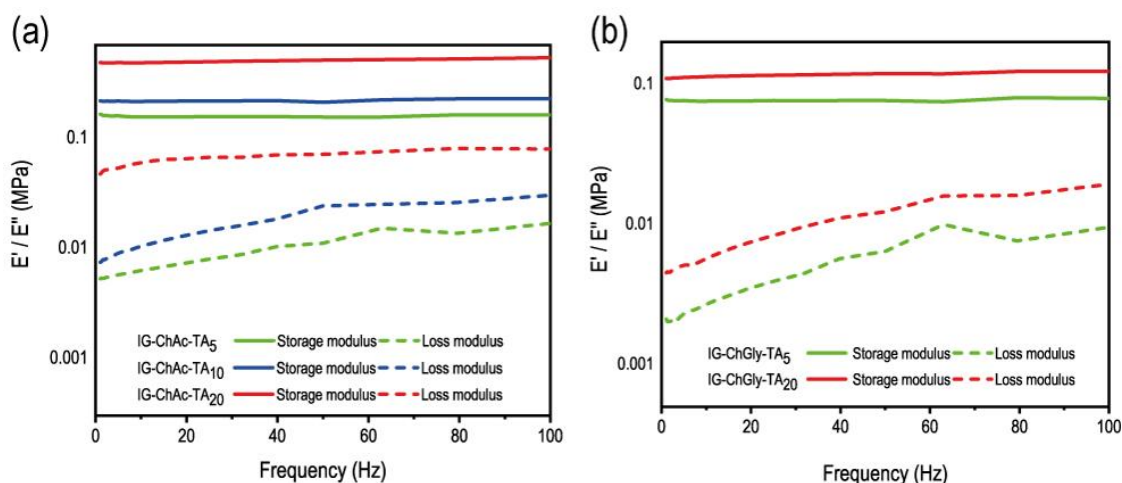 (a)
E' / E" (MPa)
0.1
0.01
0.001
IG-ChAc-TA5 Storage modulus Loss modulus
IG-ChAc-TA10 Storage modulus Loss modulus
IG-ChAc-TA20 Storage modulus Loss modulus
0 20 40 60 80 100
Frequency (Hz)
(b)
E' / E" (MPa)
0.1
0.01
0.001
IG-ChGly-TA5 Storage modulus Loss modulus
IG-ChGly-TA20 Storage modulus Loss modulus
0 20 40 60 80 100
Frequency (Hz)